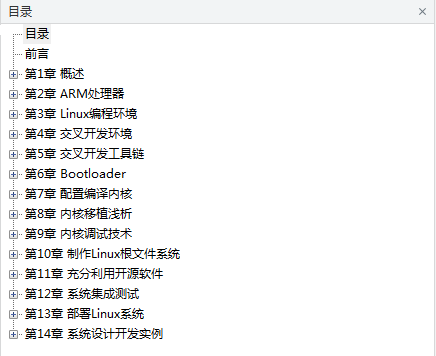 目录
目录
前言
第1章 概述
第2章 ARM处理器
第3章 Linux编程环境
第4章 交叉开发环境
第5章 交叉开发工具链
第6章 Bootloader
第7章 配置编译内核
第8章 内核移植浅析
第9章 内核调试技术
第10章 制作Linux根文件系统
第11章 充分利用开源软件
第12章 系统集成测试
第13章 部署Linux系统
第14章 系统设计开发实例